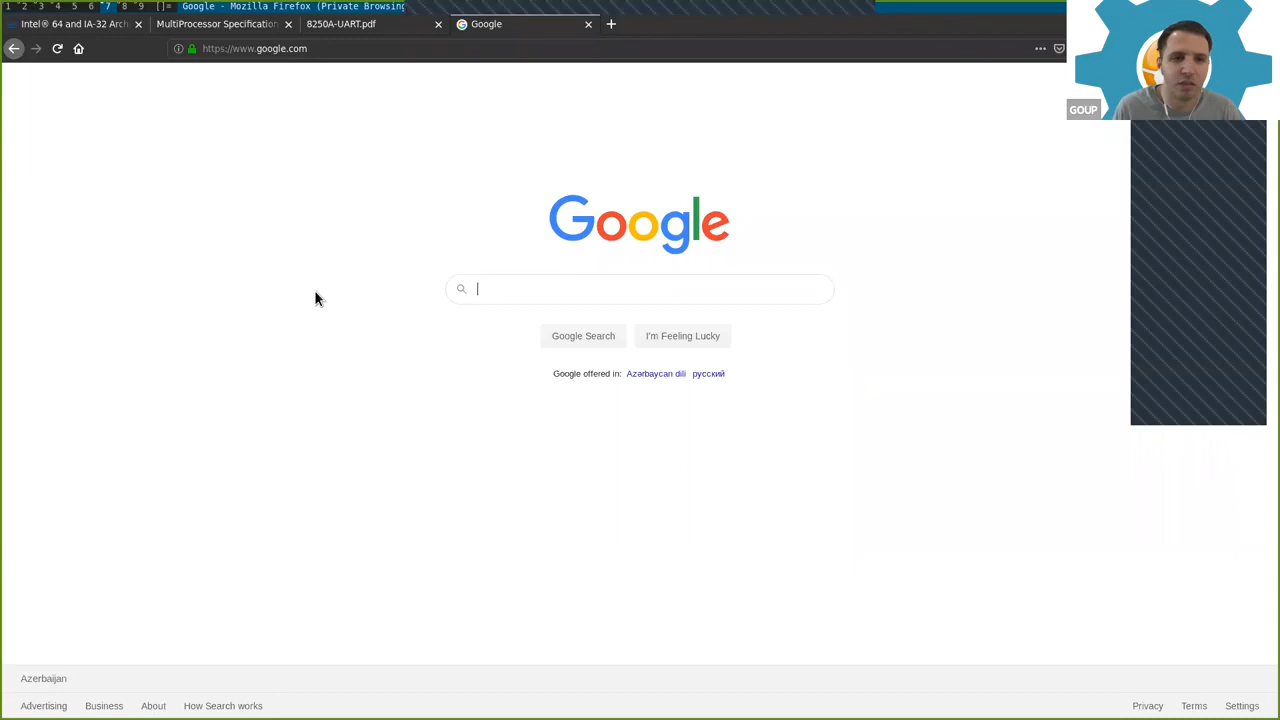 1 2 3 4 5 6 7 8 9 []= Google - Mozilla Firefox (Private Browsing
Intel® 64 and IA-32 Arch
MultiProcessor Specification
8250A-UART.pdf
Google
https://www.google.com
GOUP
Google
Google Search
I'm Feeling Lucky
Google offered in: Azərbaycan dili русский
Azerbaijan
Advertising Business About How Search works
Privacy Terms Settings